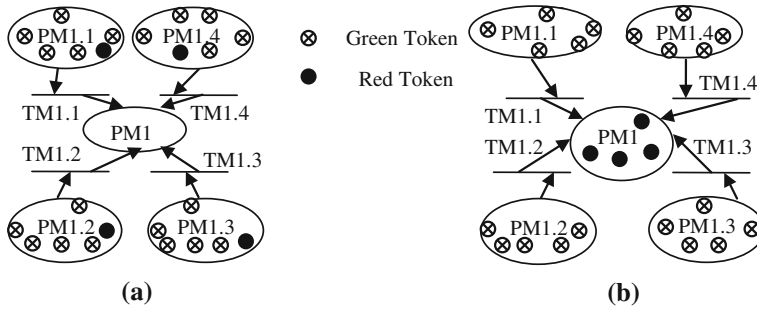 PM1.1
PM1.4
TM1.1
TM1.4
PM1
TM1.2
TM1.3
PM1.2
PM1.3
(a)
Green Token
Red Token
PM1.1
PM1.4
TM1.4
TM1.1
PM1
TM1.2
TM1.3
PM1.2
PM1.3
(b)